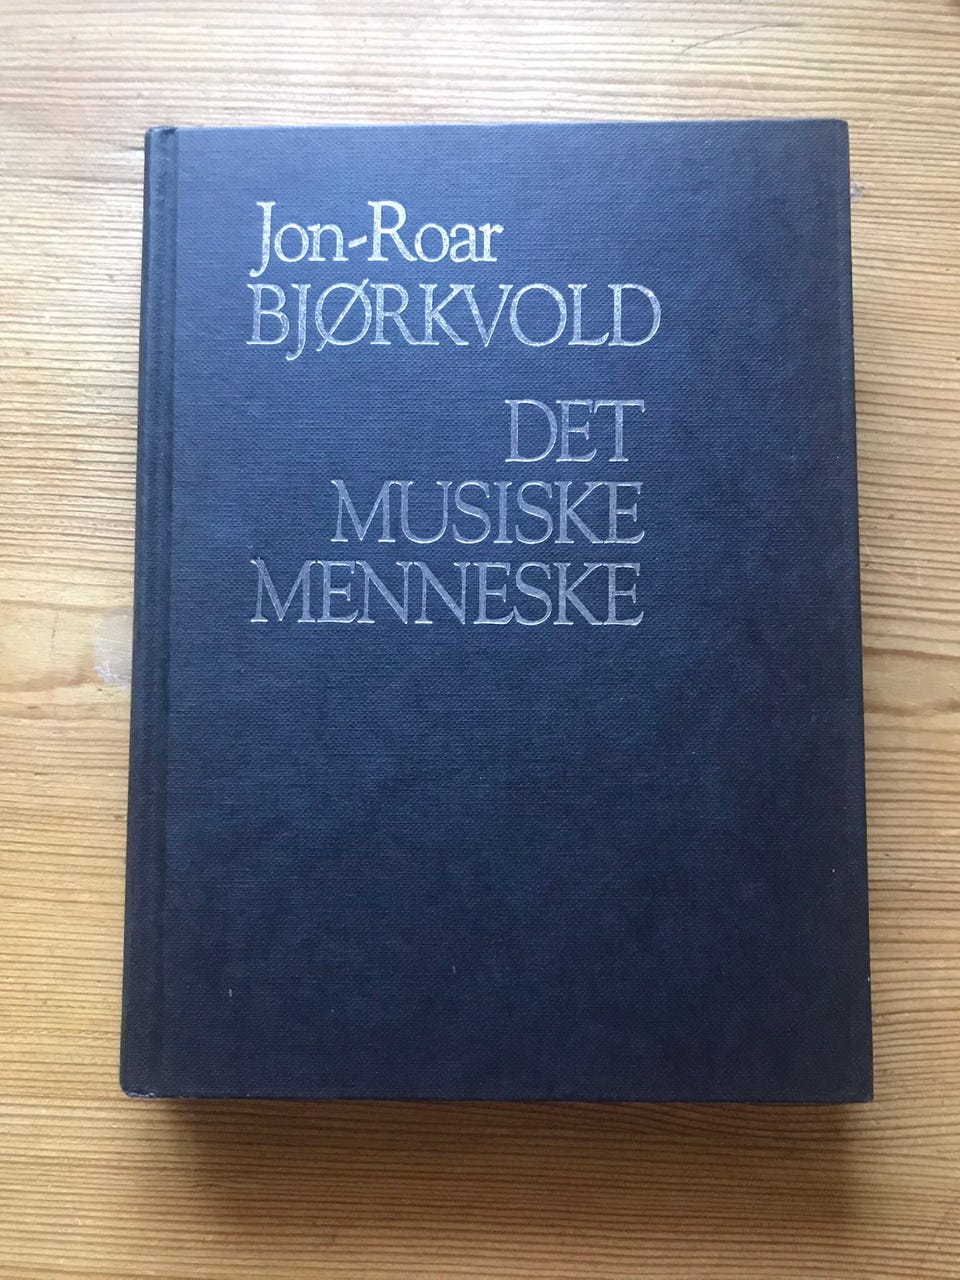 Jon-Roar
BJØRKVOLD
DET
MUSISKE
MENNESKE